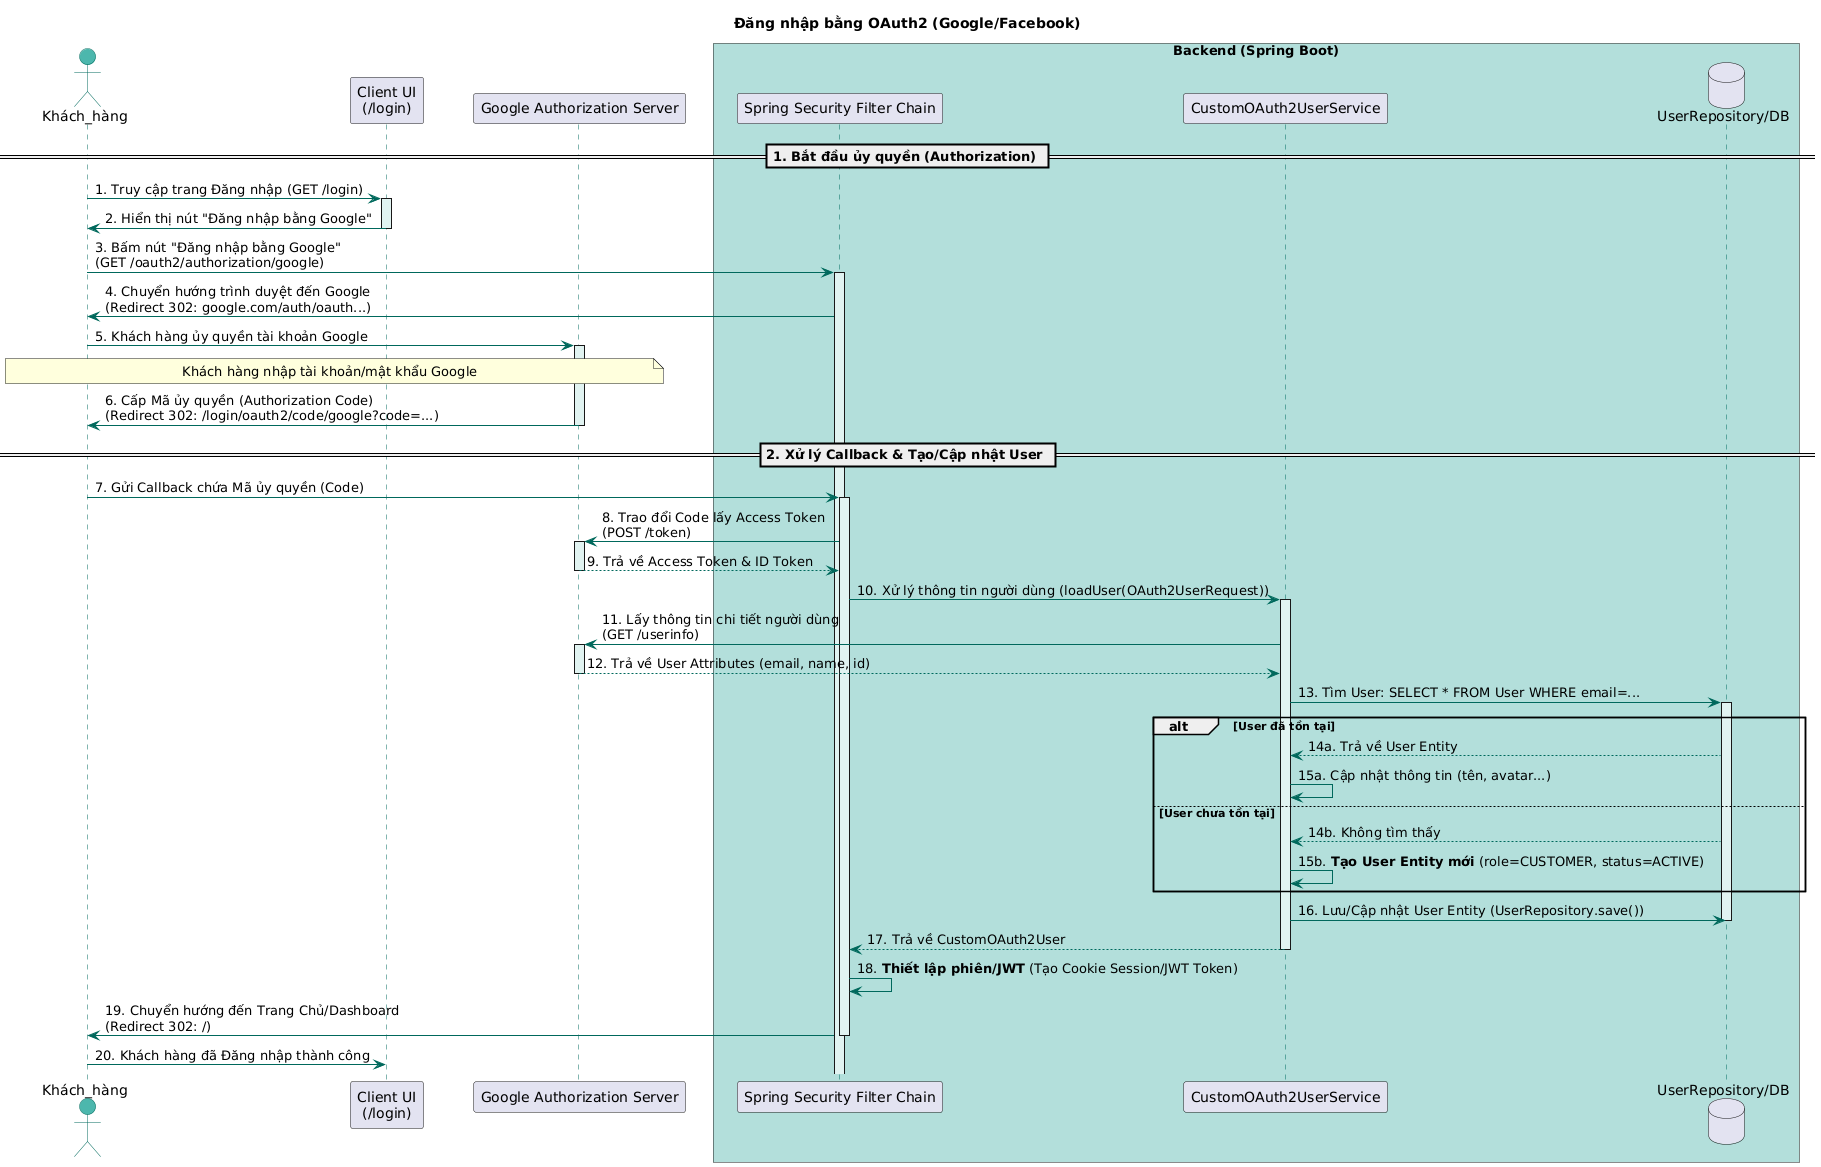 Đăng nhập bằng OAuth2 (Google/Facebook)
Backend (Spring Boot)
Khách_hàng
Client UI
(/login)
Google Authorization Server
Spring Security Filter Chain
CustomOAuth2UserService
UserRepository/DB
1. Bắt đầu ủy quyền (Authorization)
1. Truy cập trang Đăng nhập (GET /login)
2. Hiển thị nút "Đăng nhập bằng Google"
3. Bấm nút "Đăng nhập bằng Google"
(GET /oauth2/authorization/google)
4. Chuyển hướng trình duyệt đến Google
(Redirect 302: google.com/auth/oauth...)
5. Khách hàng ủy quyền tài khoản Google
Khách hàng nhập tài khoản/mật khẩu Google
6. Cấp Mã ủy quyền (Authorization Code)
(Redirect 302: /login/oauth2/code/google?code=...)
2. Xử lý Callback & Tạo/Cập nhật User
7. Gửi Callback chứa Mã ủy quyền (Code)
8. Trao đổi Code lấy Access Token
(POST /token)
9. Trả về Access Token & ID Token
10. Xử lý thông tin người dùng (loadUser(OAuth2UserRequest))
11. Lấy thông tin chi tiết người dùng
(GET /userinfo)
12. Trả về User Attributes (email, name, id)
13. Tìm User: SELECT * FROM User WHERE email=...
alt [User đã tồn tại]
14a. Trả về User Entity
15a. Cập nhật thông tin (tên, avatar...)
[User chưa tồn tại]
14b. Không tìm thấy
15b. Tạo User Entity mới (role=CUSTOMER, status=ACTIVE)
16. Lưu/Cập nhật User Entity (UserRepository.save())
17. Trả về CustomOAuth2User
18. Thiết lập phiên/JWT (Tạo Cookie Session/JWT Token)
19. Chuyển hướng đến Trang Chủ/Dashboard
(Redirect 302: /)
20. Khách hàng đã Đăng nhập thành công
Khách_hàng
Client UI
(/login)
Google Authorization Server
Spring Security Filter Chain
CustomOAuth2UserService
UserRepository/DB